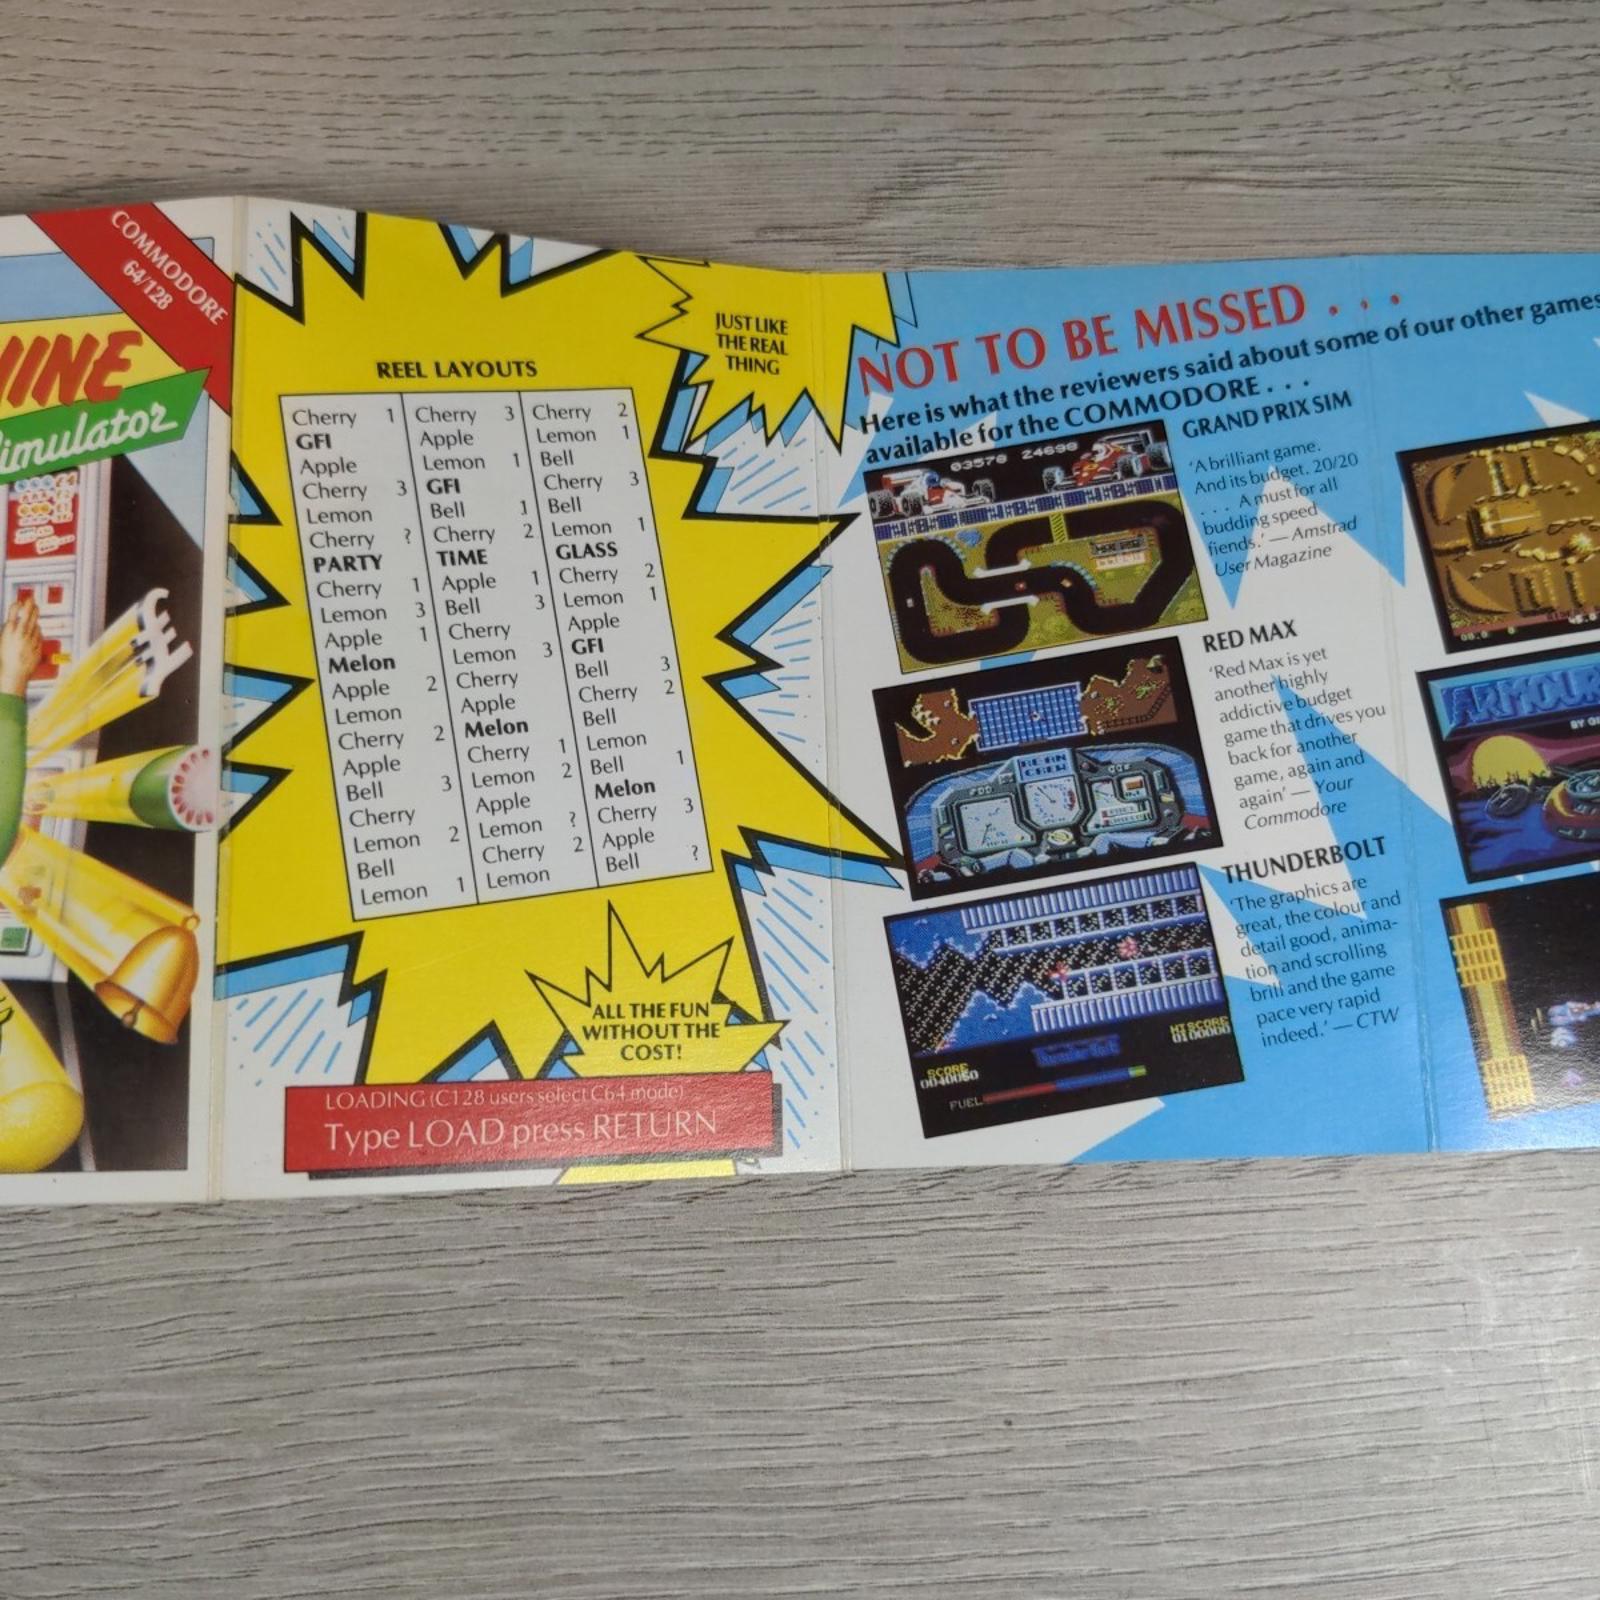 COMMODORE
64/128
Simulator
REEL LAYOUTS
Cherry 1 Cherry 3 Cherry 2
GFI Apple Lemon 1
Apple Lemon 1 Bell
Cherry 3 GFI Cherry 3
Lemon Bell 1 Bell
Cherry ? Cherry 2 Lemon 1
PARTY TIME GLASS
Cherry 1 Apple 1 Cherry 2
Lemon 3 Bell 3 Lemon 1
Apple 1 Cherry Apple
Melon Lemon 3 GFI
Apple 2 Cherry Bell 3
Lemon Apple Cherry 2
Cherry 2 Melon Bell
Apple Cherry 1 Lemon
Bell 3 Lemon 2 Bell 1
Cherry Apple Melon
Lemon 2 Lemon ? Cherry 3
Bell Cherry 2 Apple
Lemon 1 Lemon Bell ?
JUST LIKE
THE REAL
THING
ALL THE FUN
WITHOUT THE
COST!
LOADING (C128 users select C64 mode)
Type LOAD press RETURN
NOT TO BE MISSED . . .
Here is what the reviewers said about some of our other games
available for the COMMODORE . . .
03578 24698
GRAND PRIX SIM
'A brilliant game.
And its budget. 20/20
. . . A must for all
budding speed
fiends.' — Amstrad
User Magazine
RED MAX
'Red Max is yet
another highly
addictive budget
game that drives you
back for another
game, again and
again' — Your
Commodore
THUNDERBOLT
'The graphics are
great, the colour and
detail good, anima-
tion and scrolling
brill and the game
pace very rapid
indeed.' — CTW
SCORE
0040050
HISCORE
0100000
FUEL